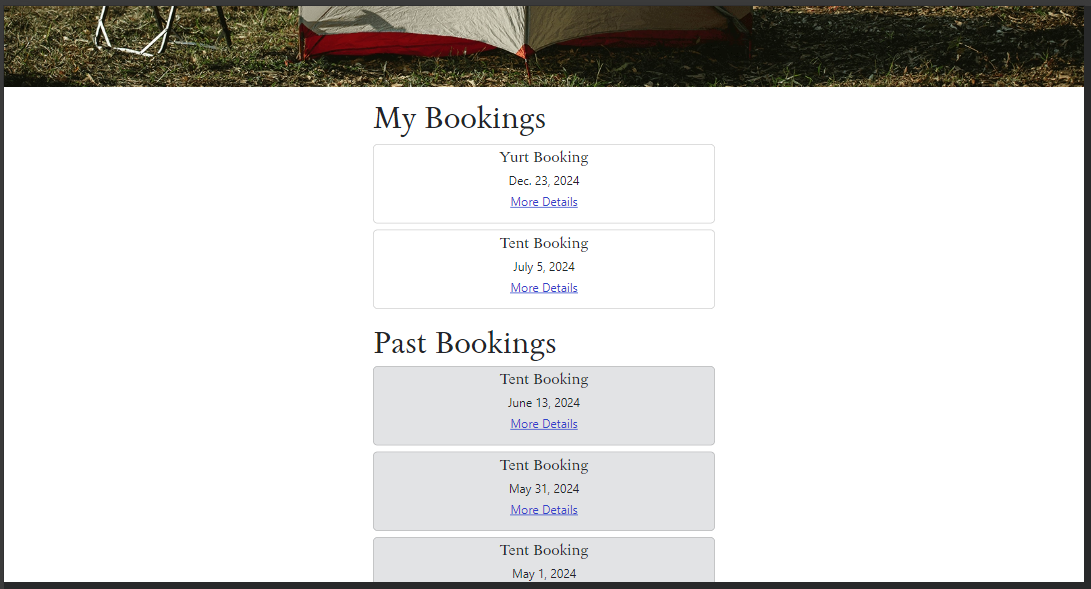 My Bookings
Yurt Booking
Dec. 23, 2024
More Details
Tent Booking
July 5, 2024
More Details
Past Bookings
Tent Booking
June 13, 2024
More Details
Tent Booking
May 31, 2024
More Details
Tent Booking
May 1, 2024